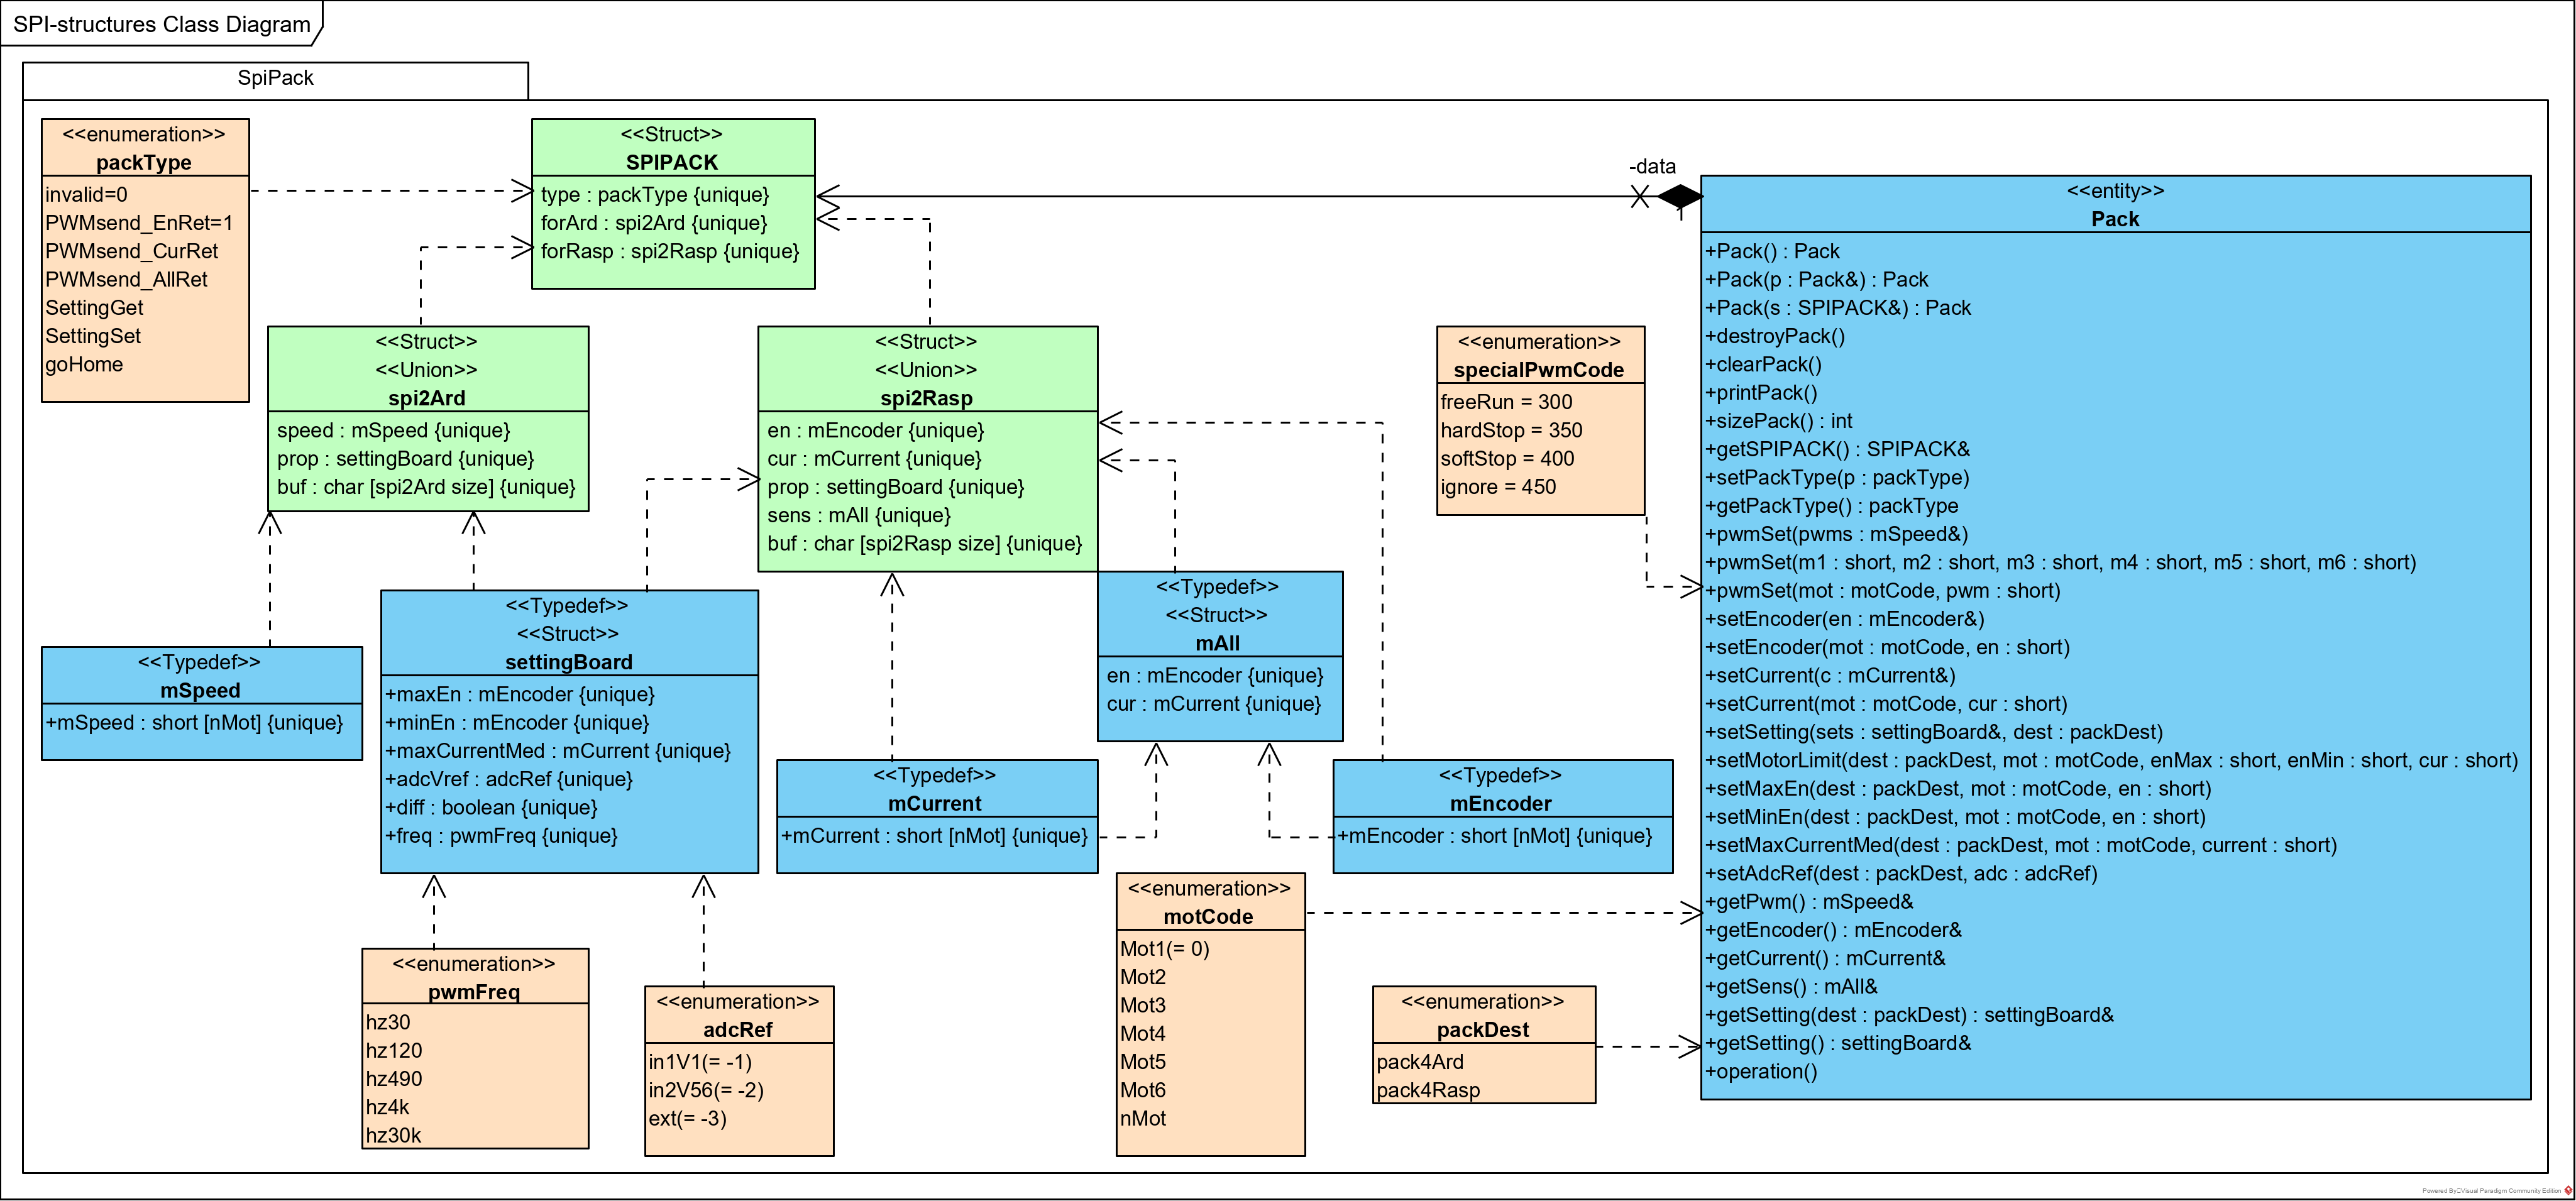 SPI-structures Class Diagram
SpiPack
<<enumeration>>
packType
invalid=0
PWMsend_EnRet=1
PWMsend_CurRet
PWMsend_AllRet
SettingGet
SettingSet
goHome
<<Struct>>
SPIPACK
type : packType {unique}
forArd : spi2Ard {unique}
forRasp : spi2Rasp {unique}
-data
<<Struct>>
<<Union>>
spi2Ard
speed : mSpeed {unique}
prop : settingBoard {unique}
buf : char [spi2Ard size] {unique}
<<Struct>>
<<Union>>
spi2Rasp
en : mEncoder {unique}
cur : mCurrent {unique}
prop : settingBoard {unique}
sens : mAll {unique}
buf : char [spi2Rasp size] {unique}
<<enumeration>>
specialPwmCode
freeRun = 300
hardStop = 350
softStop = 400
ignore = 450
<<Typedef>>
mSpeed
+mSpeed : short [nMot] {unique}
<<Typedef>>
<<Struct>>
settingBoard
+maxEn : mEncoder {unique}
+minEn : mEncoder {unique}
+maxCurrentMed : mCurrent {unique}
+adcVref : adcRef {unique}
+diff : boolean {unique}
+freq : pwmFreq {unique}
<<Typedef>>
<<Struct>>
mAll
en : mEncoder {unique}
cur : mCurrent {unique}
<<Typedef>>
mCurrent
+mCurrent : short [nMot] {unique}
<<Typedef>>
mEncoder
+mEncoder : short [nMot] {unique}
<<enumeration>>
pwmFreq
hz30
hz120
hz490
hz4k
hz30k
<<enumeration>>
adcRef
in1V1(= -1)
in2V56(= -2)
ext(= -3)
<<enumeration>>
motCode
Mot1(= 0)
Mot2
Mot3
Mot4
Mot5
Mot6
nMot
<<enumeration>>
packDest
pack4Ard
pack4Rasp
<<entity>>
Pack
+Pack() : Pack
+Pack(p : Pack&) : Pack
+Pack(s : SPIPACK&) : Pack
+destroyPack()
+clearPack()
+printPack()
+sizePack() : int
+getSPIPACK() : SPIPACK&
+setPackType(p : packType)
+getPackType() : packType
+pwmSet(pwms : mSpeed&)
+pwmSet(m1 : short, m2 : short, m3 : short, m4 : short, m5 : short, m6 : short)
+pwmSet(mot : motCode, pwm : short)
+setEncoder(en : mEncoder&)
+setEncoder(mot : motCode, en : short)
+setCurrent(c : mCurrent&)
+setCurrent(mot : motCode, cur : short)
+setSetting(sets : settingBoard&, dest : packDest)
+setMotorLimit(dest : packDest, mot : motCode, enMax : short, enMin : short, cur : short)
+setMaxEn(dest : packDest, mot : motCode, en : short)
+setMinEn(dest : packDest, mot : motCode, en : short)
+setMaxCurrentMed(dest : packDest, mot : motCode, current : short)
+setAdcRef(dest : packDest, adc : adcRef)
+getPwm() : mSpeed&
+getEncoder() : mEncoder&
+getCurrent() : mCurrent&
+getSens() : mAll&
+getSetting(dest : packDest) : settingBoard&
+getSetting() : settingBoard&
+operation()
Visual Paradigm Community Edition